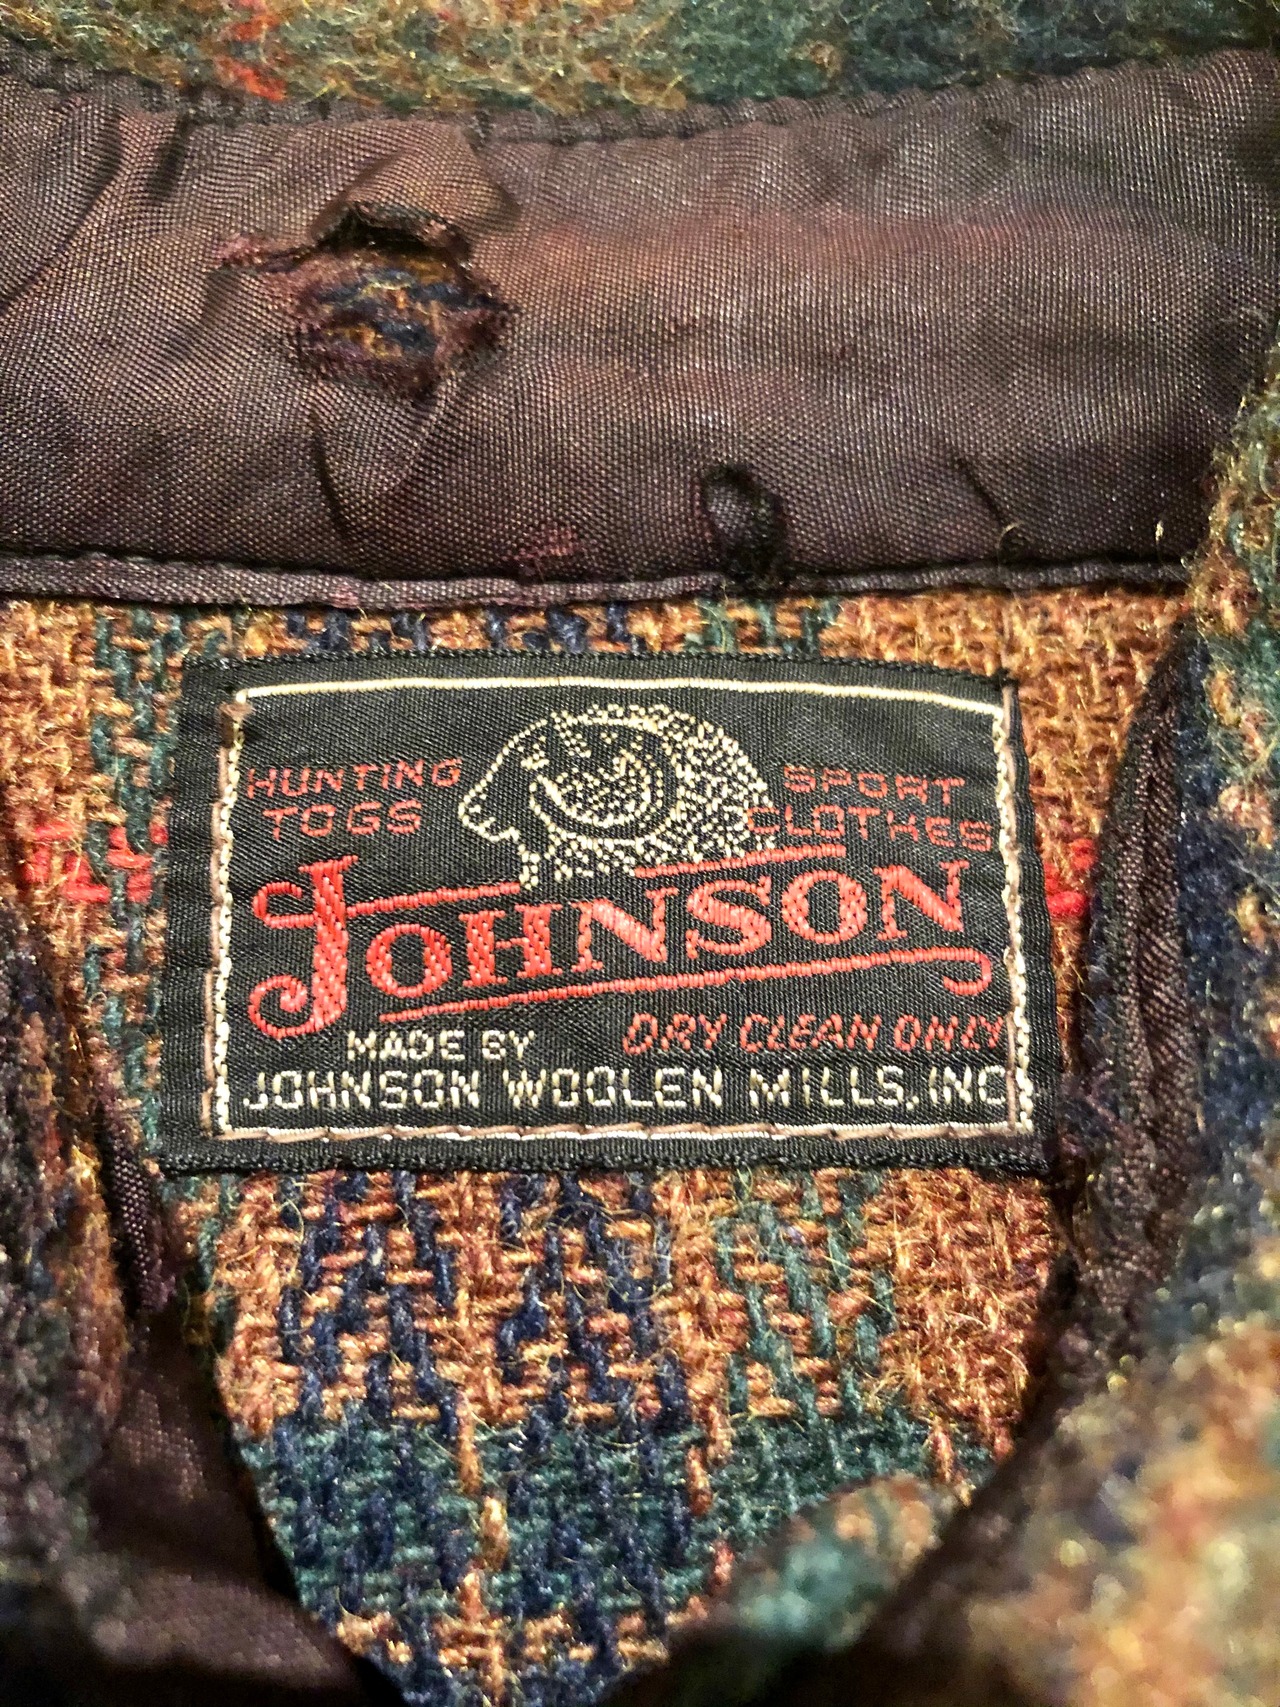 HUNTING
TOGS
SPORT
CLOTHES
JOHNSON
DRY CLEAN ONLY
MADE BY
JOHNSON WOOLEN MILLS, INC